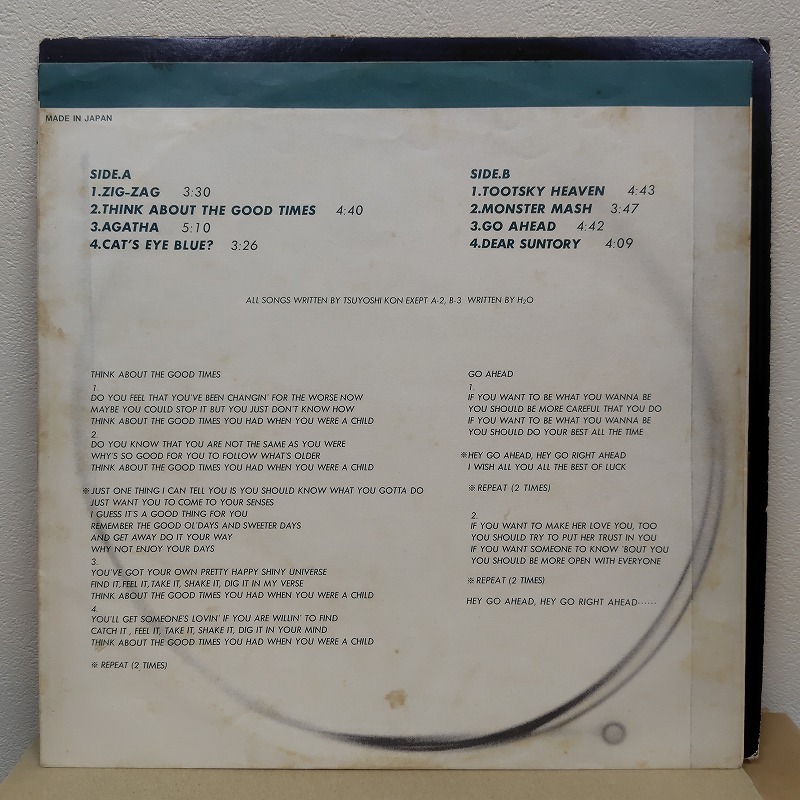 MADE IN JAPAN
SIDE.A
1.ZIG-ZAG 3:30
2.THINK ABOUT THE GOOD TIMES 4:40
3.AGATHA 5:10
4.CAT'S EYE BLUE? 3:26
SIDE.B
1.TOOTSKY HEAVEN 4:43
2.MONSTER MASH 3:47
3.GO AHEAD 4:42
4.DEAR SUNTORY 4:09
ALL SONGS WRITTEN BY TSUYOSHI KON EXEPT A-2, B-3 WRITTEN BY H₂O
THINK ABOUT THE GOOD TIMES
1.
DO YOU FEEL THAT YOU'VE BEEN CHANGIN' FOR THE WORSE NOW
MAYBE YOU COULD STOP IT BUT YOU JUST DON'T KNOW HOW
THINK ABOUT THE GOOD TIMES YOU HAD WHEN YOU WERE A CHILD
2.
DO YOU KNOW THAT YOU ARE NOT THE SAME AS YOU WERE
WHY'S SO GOOD FOR YOU TO FOLLOW WHAT'S OLDER
THINK ABOUT THE GOOD TIMES YOU HAD WHEN YOU WERE A CHILD
※JUST ONE THING I CAN TELL YOU IS YOU SHOULD KNOW WHAT YOU GOTTA DO
JUST WANT YOU TO COME TO YOUR SENSES
I GUESS IT'S A GOOD THING FOR YOU
REMEMBER THE GOOD OL'DAYS AND SWEETER DAYS
AND GET AWAY DO IT YOUR WAY
WHY NOT ENJOY YOUR DAYS
3.
YOU'VE GOT YOUR OWN PRETTY HAPPY SHINY UNIVERSE
FIND IT, FEEL IT, TAKE IT, SHAKE IT, DIG IT IN MY VERSE
THINK ABOUT THE GOOD TIMES YOU HAD WHEN YOU WERE A CHILD
4.
YOU'LL GET SOMEONE'S LOVIN' IF YOU ARE WILLIN' TO FIND
CATCH IT , FEEL IT, TAKE IT, SHAKE IT, DIG IT IN YOUR MIND
THINK ABOUT THE GOOD TIMES YOU HAD WHEN YOU WERE A CHILD
※ REPEAT (2 TIMES)
GO AHEAD
1.
IF YOU WANT TO BE WHAT YOU WANNA BE
YOU SHOULD BE MORE CAREFUL THAT YOU DO
IF YOU WANT TO BE WHAT YOU WANNA BE
YOU SHOULD DO YOUR BEST ALL THE TIME
※HEY GO AHEAD, HEY GO RIGHT AHEAD
I WISH ALL YOU ALL THE BEST OF LUCK
※ REPEAT (2 TIMES)
2.
IF YOU WANT TO MAKE HER LOVE YOU, TOO
YOU SHOULD TRY TO PUT HER TRUST IN YOU
IF YOU WANT SOMEONE TO KNOW 'BOUT YOU
YOU SHOULD BE MORE OPEN WITH EVERYONE
※ REPEAT (2 TIMES)
HEY GO AHEAD, HEY GO RIGHT AHEAD······